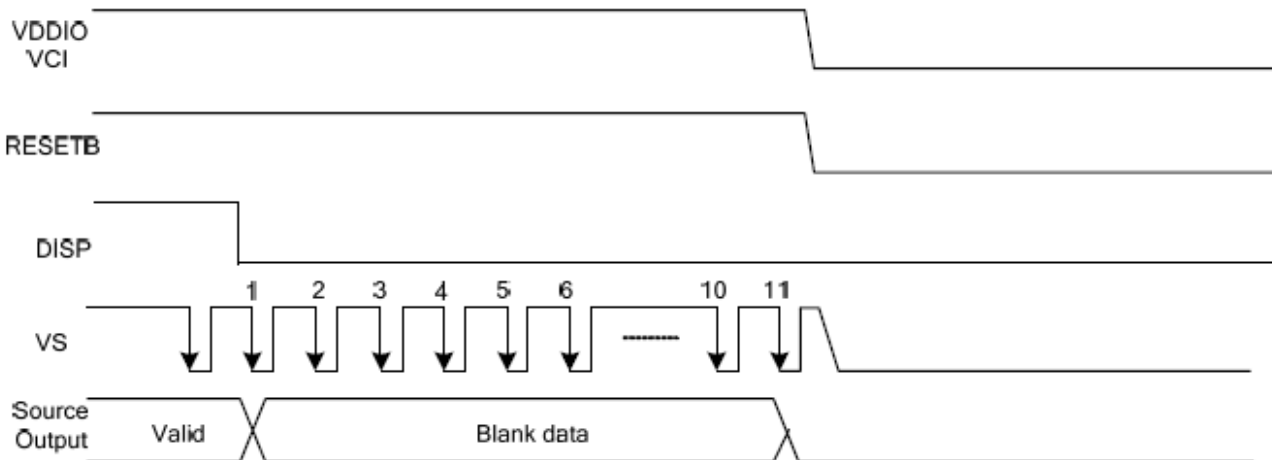 VDDIO
VCI
RESETB
DISP
1 2 3 4 5 6 10 11
VS
Source
Output
Valid
Blank data